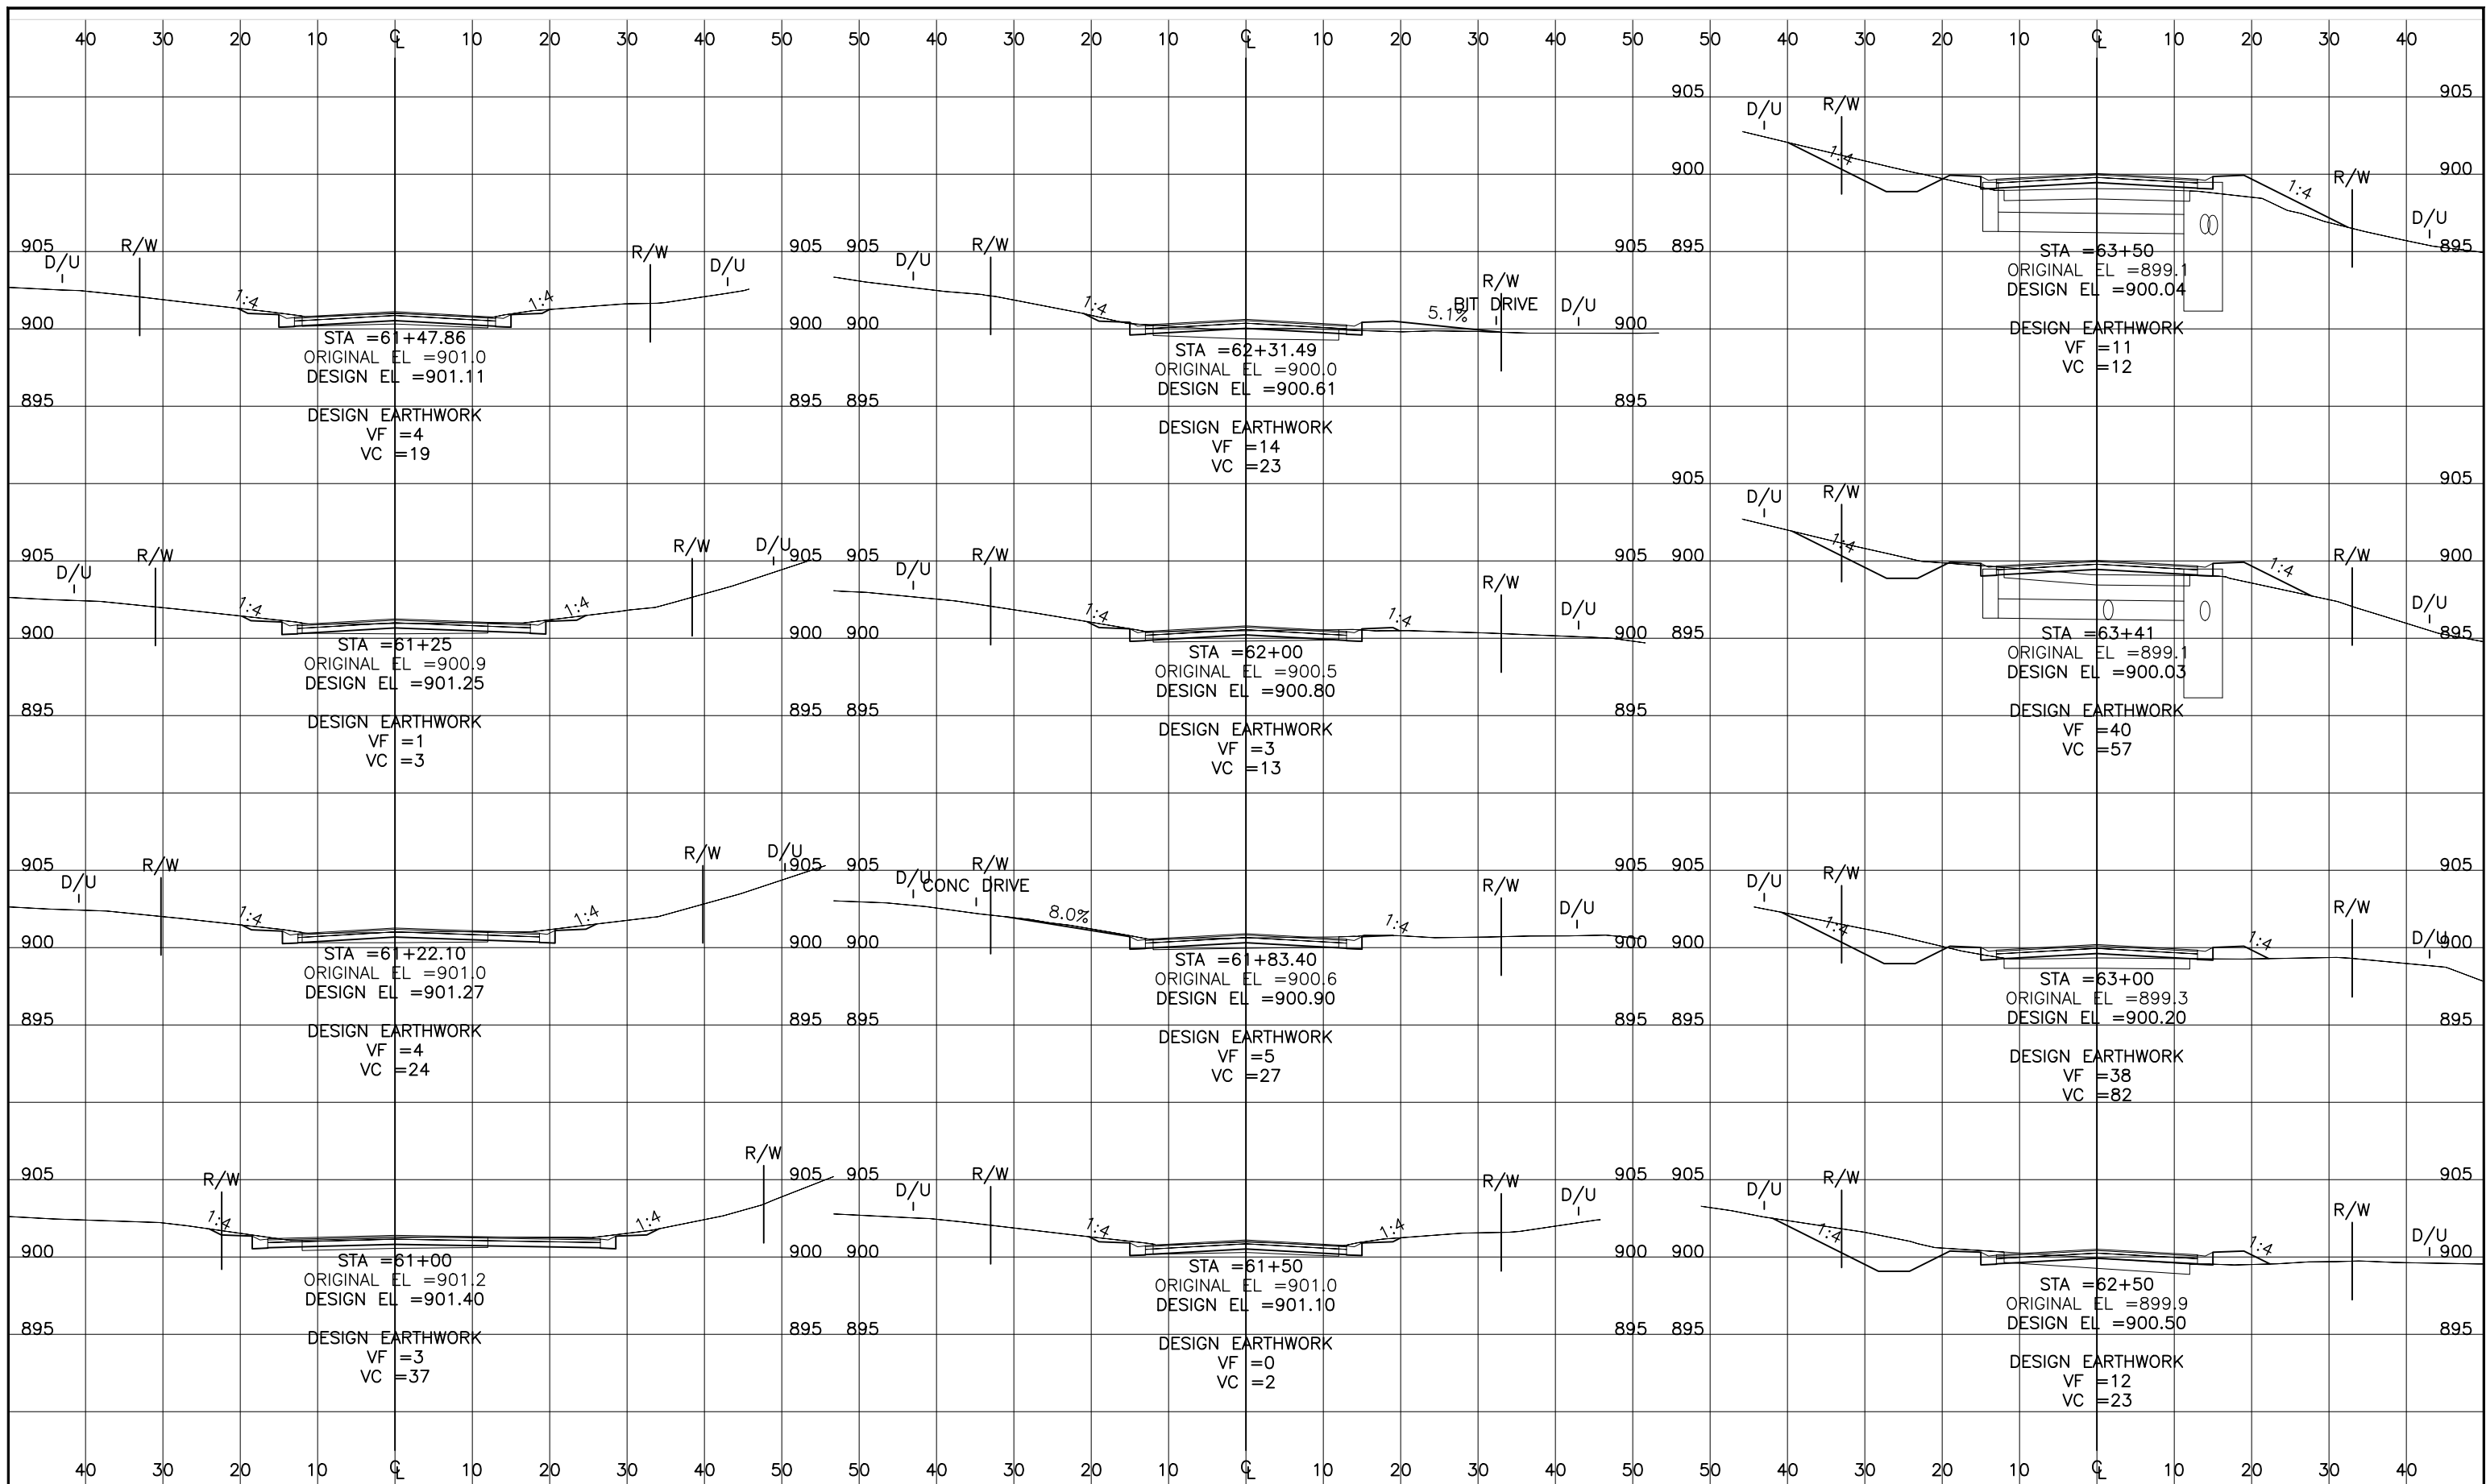 40 30 20 10 ℄ 10 20 30 40 50 50 40 30 20 10 ℄ 10 20 30 40 50 50 40 30 20 10 ℄ 10 20 30 40
905 905
D/U R/W
1:4
900 900
1:4 R/W
D/U
895 895
STA =63+50
ORIGINAL EL =899.1
DESIGN EL =900.04
DESIGN EARTHWORK
VF =11
VC =12
905 905
D/U R/W R/W D/U
1:4 1:4
900 900
STA =61+47.86
ORIGINAL EL =901.0
DESIGN EL =901.11
895 895
DESIGN EARTHWORK
VF =4
VC =19
905 905
D/U R/W R/W
BIT DRIVE D/U
1:4 5.1%
900 900
STA =62+31.49
ORIGINAL EL =900.0
DESIGN EL =900.61
895 895
DESIGN EARTHWORK
VF =14
VC =23
905 905
D/U R/W
1:4
900 900
R/W
1:4
D/U
895 895
STA =63+41
ORIGINAL EL =899.1
DESIGN EL =900.03
DESIGN EARTHWORK
VF =40
VC =57
905 905
D/U R/W R/W D/U
1:4 1:4
900 900
STA =61+25
ORIGINAL EL =900.9
DESIGN EL =901.25
895 895
DESIGN EARTHWORK
VF =1
VC =3
905 905
D/U R/W R/W D/U
1:4 1:4
900 900
STA =62+00
ORIGINAL EL =900.5
DESIGN EL =900.80
895 895
DESIGN EARTHWORK
VF =3
VC =13
905 905
D/U R/W R/W D/U
1:4 1:4
900 900
STA =63+00
ORIGINAL EL =899.3
DESIGN EL =900.20
895 895
DESIGN EARTHWORK
VF =38
VC =82
905 905
D/U R/W R/W D/U
1:4 1:4
900 900
STA =61+22.10
ORIGINAL EL =901.0
DESIGN EL =901.27
895 895
DESIGN EARTHWORK
VF =4
VC =24
905 905
D/U R/W R/W D/U
CONC DRIVE
8.0% 1:4
900 900
STA =61+83.40
ORIGINAL EL =900.6
DESIGN EL =900.90
895 895
DESIGN EARTHWORK
VF =5
VC =27
905 905
D/U R/W R/W D/U
1:4 1:4
900 900
STA =62+50
ORIGINAL EL =899.9
DESIGN EL =900.50
895 895
DESIGN EARTHWORK
VF =12
VC =23
905 905
R/W R/W
1:4 1:4
900 900
STA =61+00
ORIGINAL EL =901.2
DESIGN EL =901.40
895 895
DESIGN EARTHWORK
VF =3
VC =37
905 905
D/U R/W R/W D/U
1:4 1:4
900 900
STA =61+50
ORIGINAL EL =901.0
DESIGN EL =901.10
895 895
DESIGN EARTHWORK
VF =0
VC =2
40 30 20 10 ℄ 10 20 30 40 50 50 40 30 20 10 ℄ 10 20 30 40 50 50 40 30 20 10 ℄ 10 20 30 40